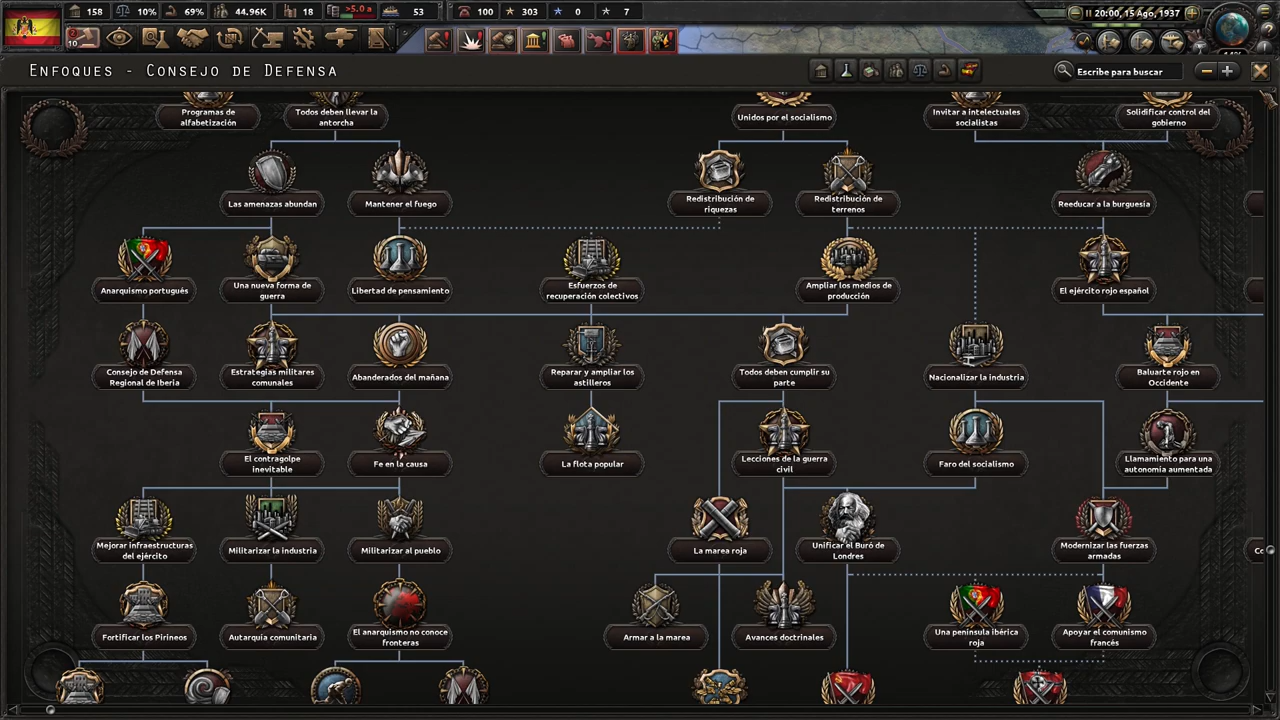 158
10%
69%
44.96K
18
>5.0 a
53
100
303
0
7
20:00, 15 Ago, 1937
10
Enfoques - Consejo de Defensa
Escribe para buscar
Programas de
alfabetización
Todos deben llevar la
antorcha
Unidos por el socialismo
Invitar a intelectuales
socialistas
Solidificar control del
gobierno
Las amenazas abundan
Mantener el fuego
Redistribución de
riquezas
Redistribución de
terrenos
Reeducar a la burguesía
Anarquismo portugués
Una nueva forma de
guerra
Libertad de pensamiento
Esfuerzos de
recuperación colectivos
Ampliar los medios de
producción
El ejército rojo español
Consejo de Defensa
Regional de Iberia
Estrategias militares
comunales
Abanderados del mañana
Reparar y ampliar los
astilleros
Todos deben cumplir su
parte
Nacionalizar la industria
Baluarte rojo en
Occidente
El contragolpe
inevitable
Fe en la causa
La flota popular
Lecciones de la guerra
civil
Faro del socialismo
Llamamiento para una
autonomía aumentada
Mejorar infraestructuras
del ejército
Militarizar la industria
Militarizar al pueblo
La marea roja
Unificar el Buró de
Londres
Modernizar las fuerzas
armadas
Fortificar los Pirineos
Autarquía comunitaria
El anarquismo no conoce
fronteras
Armar a la marea
Avances doctrinales
Una península ibérica
roja
Apoyar el comunismo
francés